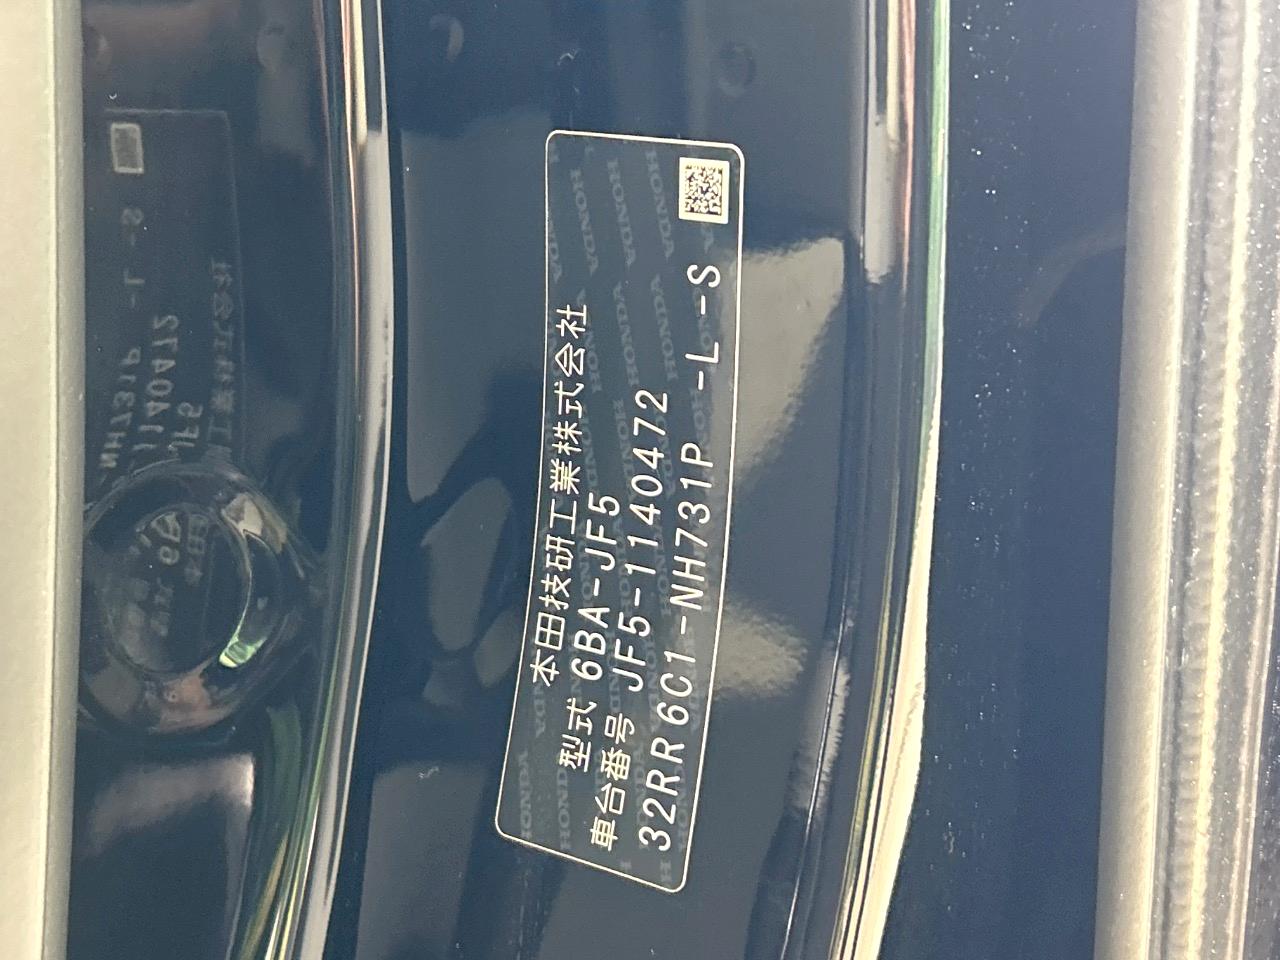 本田技研工業株式会社
型式 6BA-JF5
車台番号 JF5-1140472
32RR6C1-NH731P-L-S